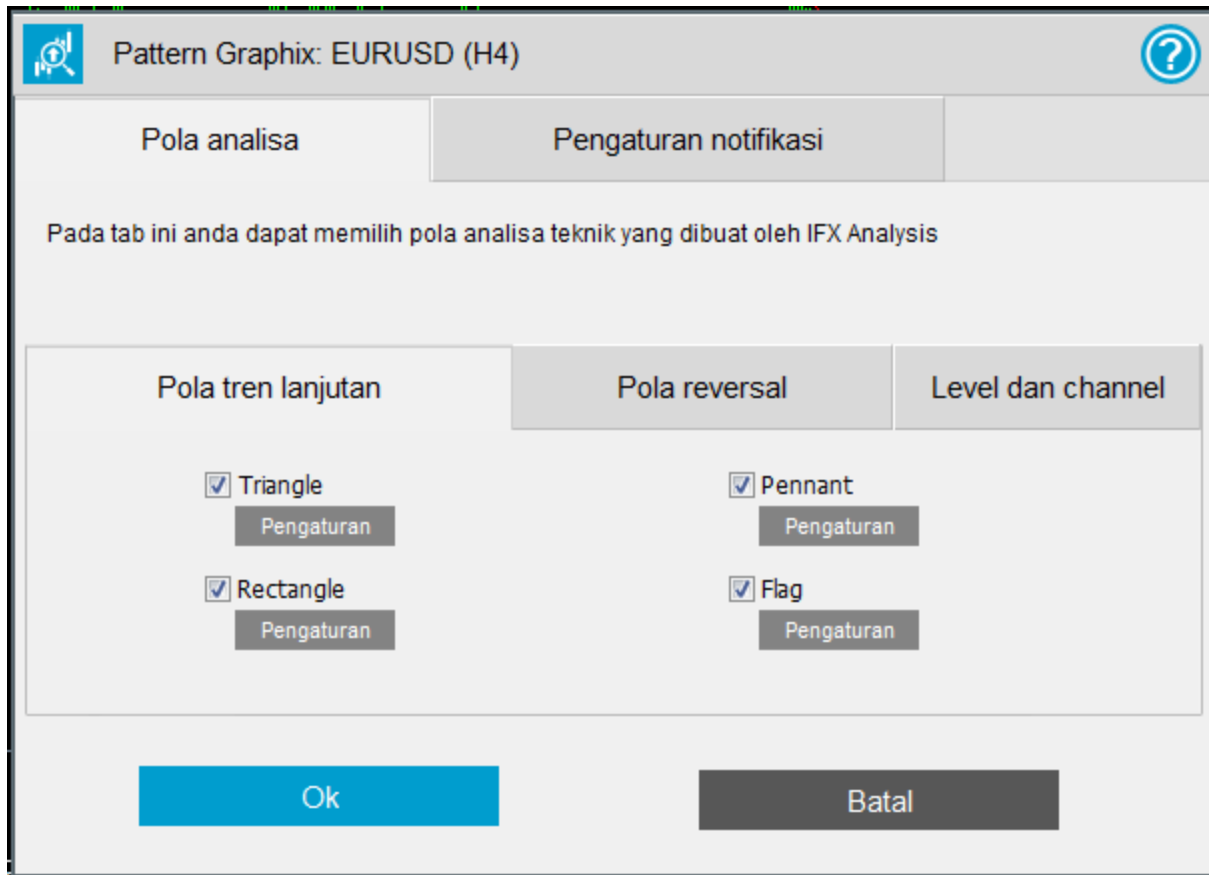 Pattern Graphix: EURUSD (H4)
?
Pola analisa
Pengaturan notifikasi
Pada tab ini anda dapat memilih pola analisa teknik yang dibuat oleh IFX Analysis
Pola tren lanjutan
Pola reversal
Level dan channel
Triangle
Pennant
Pengaturan
Pengaturan
Rectangle
Flag
Pengaturan
Pengaturan
Ok
Batal